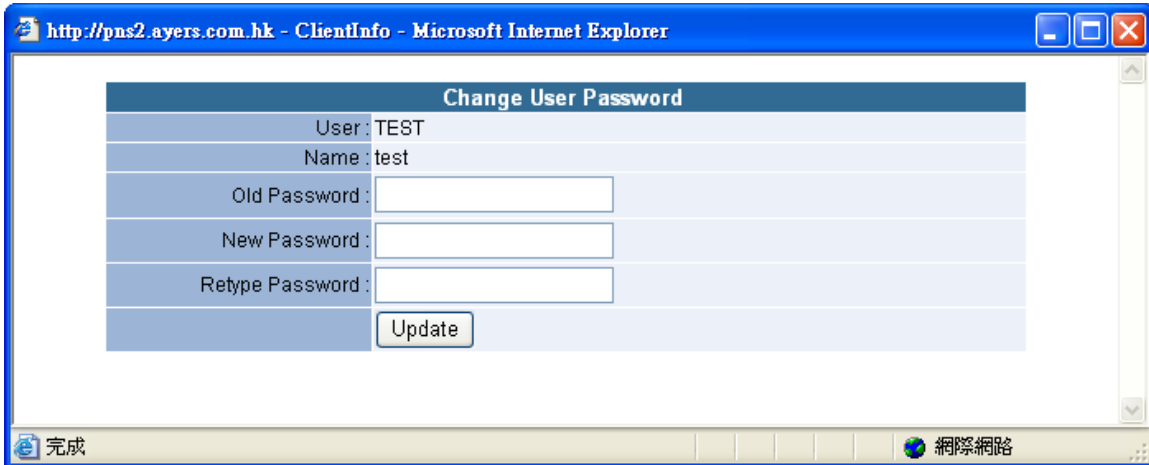 http://pns2.ayers.com.hk - ClientInfo - Microsoft Internet Explorer
Change User Password
User : TEST
Name : test
Old Password :
New Password :
Retype Password :
Update
完成 網際網路